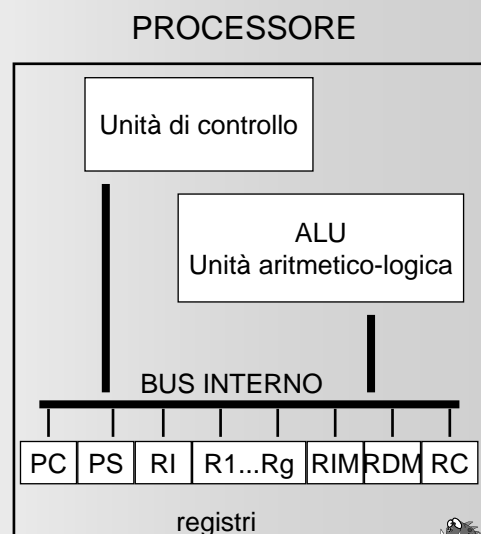 PROCESSORE
Unità di controllo
ALU
Unità aritmetico-logica
BUS INTERNO
PC PS RI R1...Rg RIM RDM RC
registri